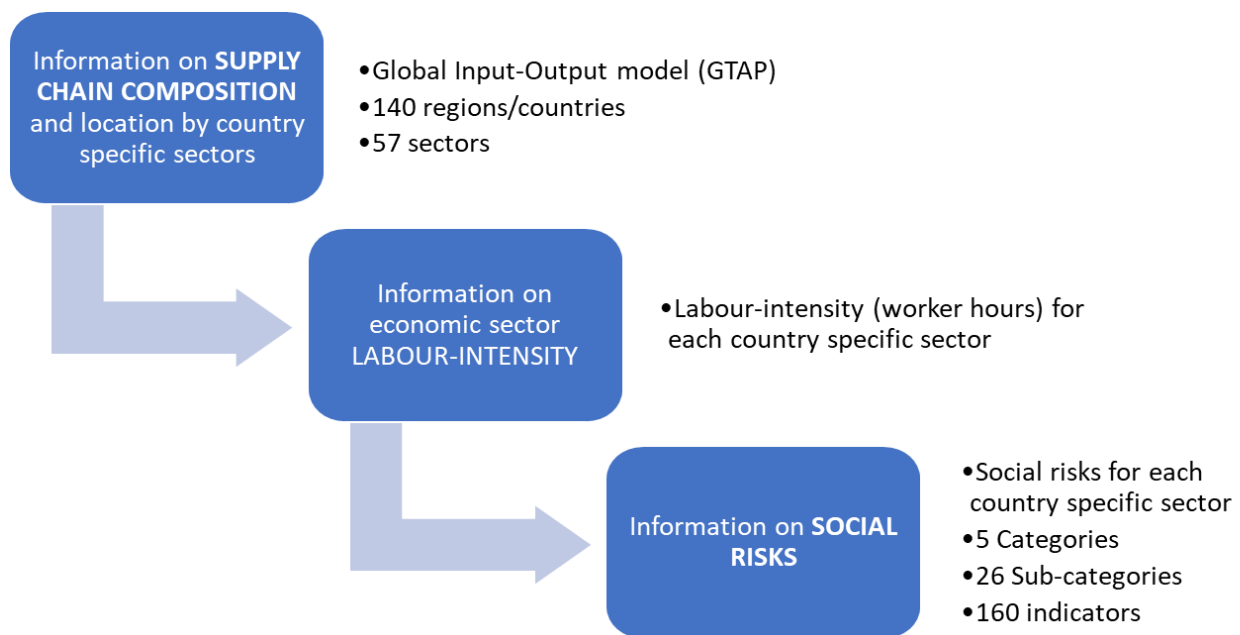 Information on SUPPLY
CHAIN COMPOSITION
and location by country
specific sectors
•Global Input-Output model (GTAP)
•140 regions/countries
•57 sectors
Information on
economic sector
LABOUR-INTENSITY
•Labour-intensity (worker hours) for
each country specific sector
Information on SOCIAL
RISKS
•Social risks for each
country specific sector
•5 Categories
•26 Sub-categories
•160 indicators